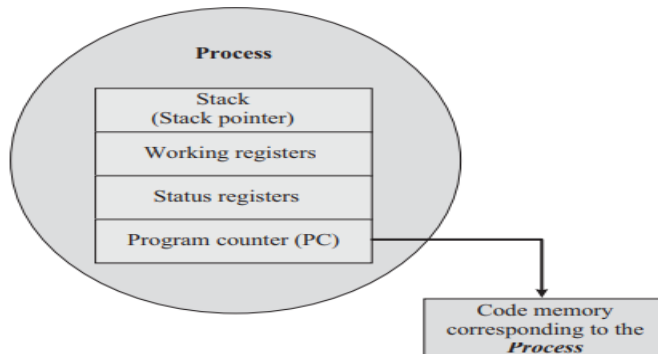 Process
Stack
(Stack pointer)
Working registers
Status registers
Program counter (PC)
Code memory
corresponding to the
Process